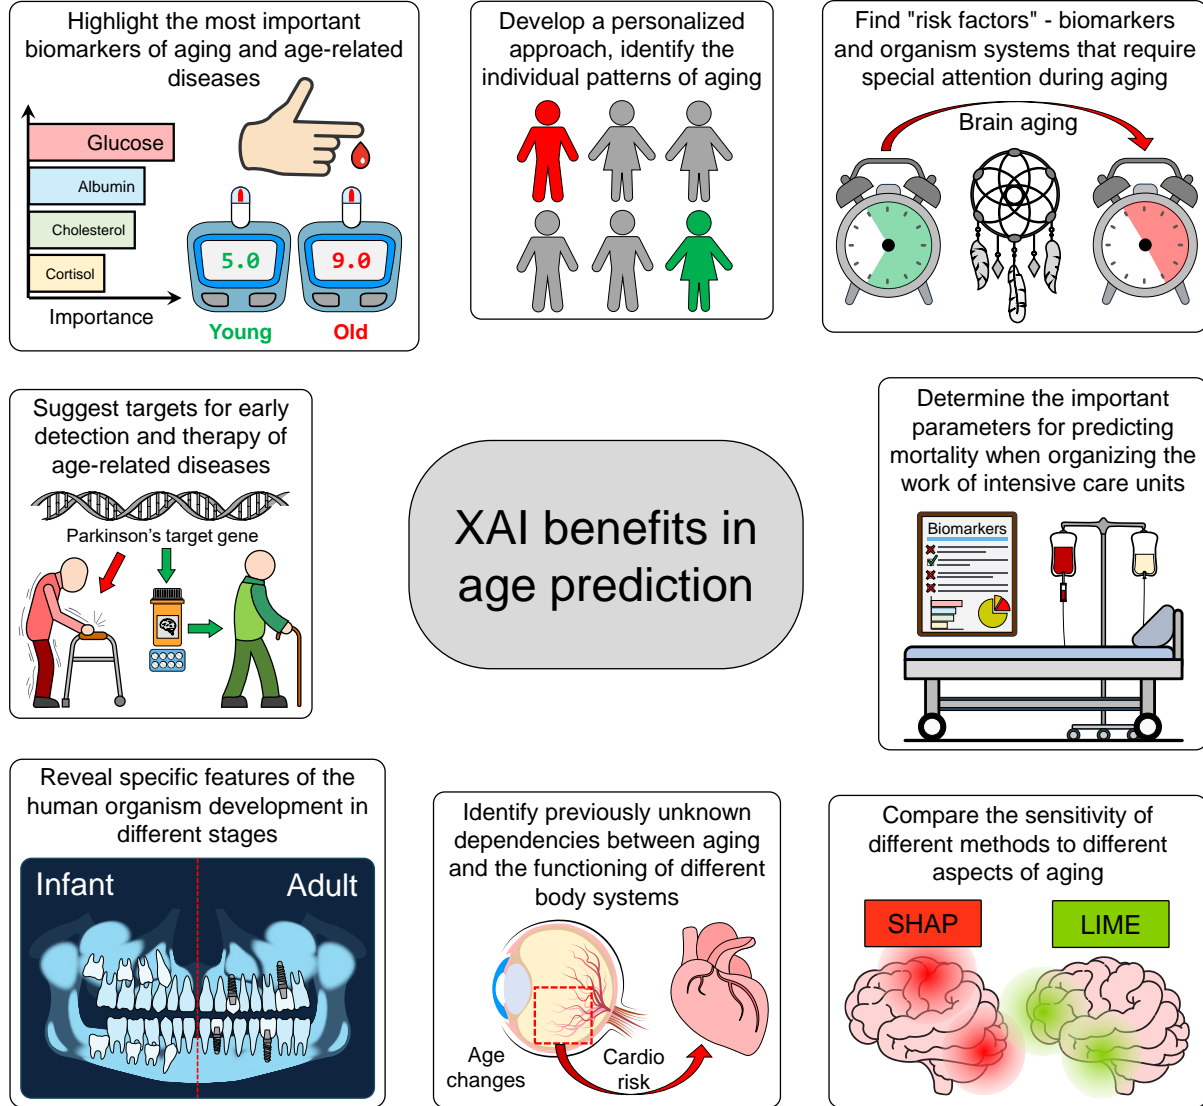 Highlight the most important
biomarkers of aging and age-related
diseases
Glucose
Albumin
Cholesterol
Cortisol
Importance
5.0
9.0
Young
Old
Develop a personalized
approach, identify the
individual patterns of aging
Find "risk factors" - biomarkers
and organism systems that require
special attention during aging
Brain aging
Suggest targets for early
detection and therapy of
age-related diseases
Parkinson's target gene
XAI benefits in
age prediction
Determine the important
parameters for predicting
mortality when organizing the
work of intensive care units
Biomarkers
Reveal specific features of the
human organism development in
different stages
Infant
Adult
Identify previously unknown
dependencies between aging
and the functioning of different
body systems
Age
changes
Cardio
risk
Compare the sensitivity of
different methods to different
aspects of aging
SHAP
LIME